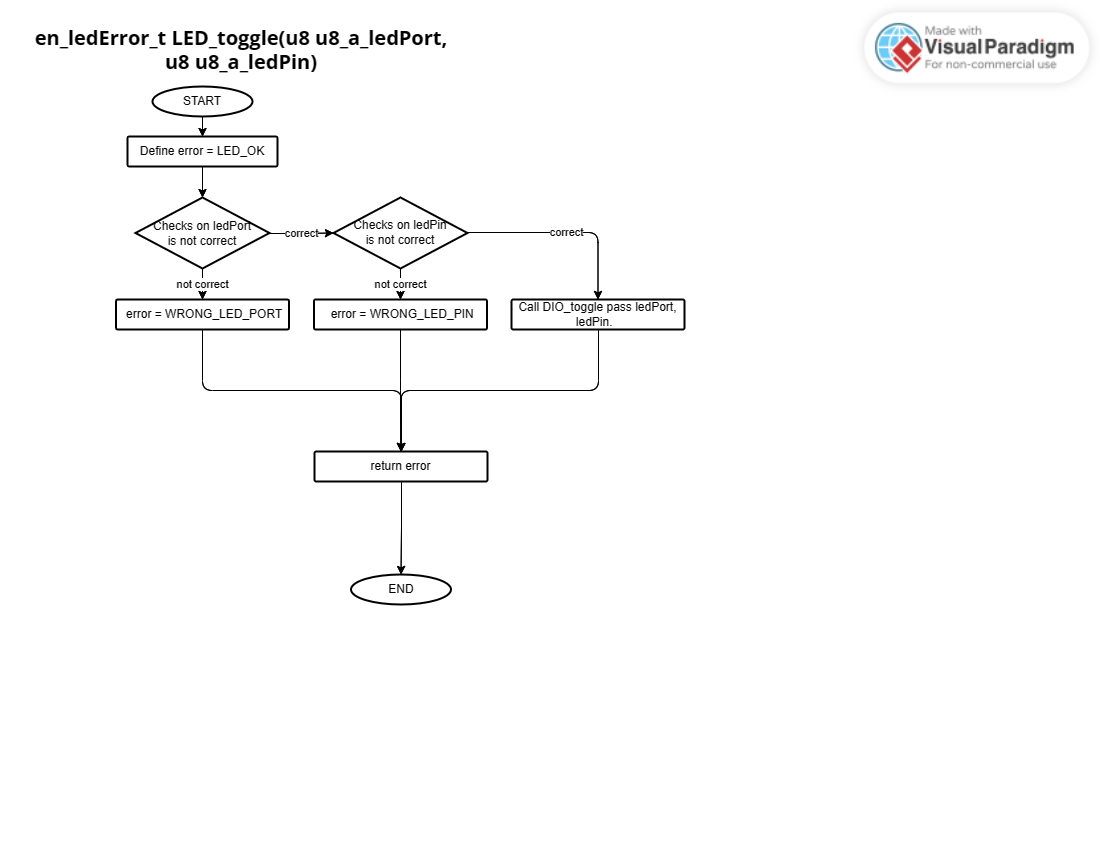 en_ledError_t LED_toggle(u8 u8_a_ledPort,
u8 u8_a_ledPin)
Made with
Visual Paradigm
For non-commercial use
START
Define error = LED_OK
Checks on ledPort
is not correct
correct
Checks on ledPin
is not correct
correct
not correct
not correct
error = WRONG_LED_PORT
error = WRONG_LED_PIN
Call DIO_toggle pass ledPort,
ledPin.
return error
END